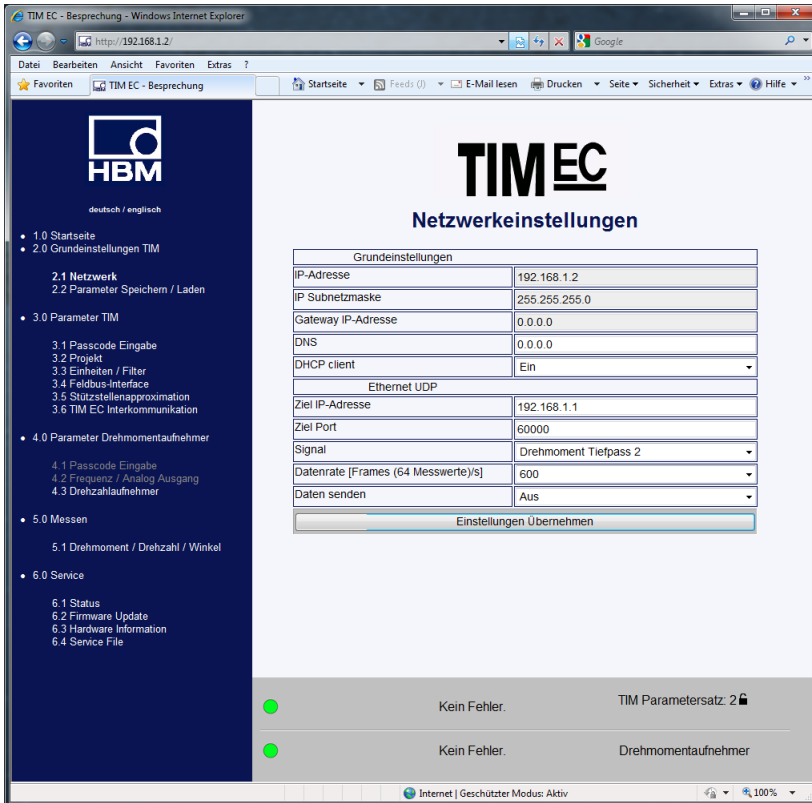 TIM EC - Besprechung - Windows Internet Explorer
http://192.168.1.2/
Google
Datei Bearbeiten Ansicht Favoriten Extras ?
Favoriten TIM EC - Besprechung Startseite Feeds (J) E-Mail lesen Drucken Seite Sicherheit Extras Hilfe
HBM
deutsch / englisch
1.0 Startseite
2.0 Grundeinstellungen TIM
2.1 Netzwerk
2.2 Parameter Speichern / Laden
3.0 Parameter TIM
3.1 Passcode Eingabe
3.2 Projekt
3.3 Einheiten / Filter
3.4 Feldbus-Interface
3.5 Stützstellenapproximation
3.6 TIM EC Interkommunikation
4.0 Parameter Drehmomentaufnehmer
4.1 Passcode Eingabe
4.2 Frequenz / Analog Ausgang
4.3 Drehzahlaufnehmer
5.0 Messen
5.1 Drehmoment / Drehzahl / Winkel
6.0 Service
6.1 Status
6.2 Firmware Update
6.3 Hardware Information
6.4 Service File
TIM EC
Netzwerkeinstellungen
Grundeinstellungen
IP-Adresse 192.168.1.2
IP Subnetzmaske 255.255.255.0
Gateway IP-Adresse 0.0.0.0
DNS 0.0.0.0
DHCP client Ein
Ethernet UDP
Ziel IP-Adresse 192.168.1.1
Ziel Port 60000
Signal Drehmoment Tiefpass 2
Datenrate [Frames (64 Messwerte)/s] 600
Daten senden Aus
Einstellungen Übernehmen
Kein Fehler. TIM Parametersatz: 2
Kein Fehler. Drehmomentaufnehmer
Internet | Geschützter Modus: Aktiv 100%